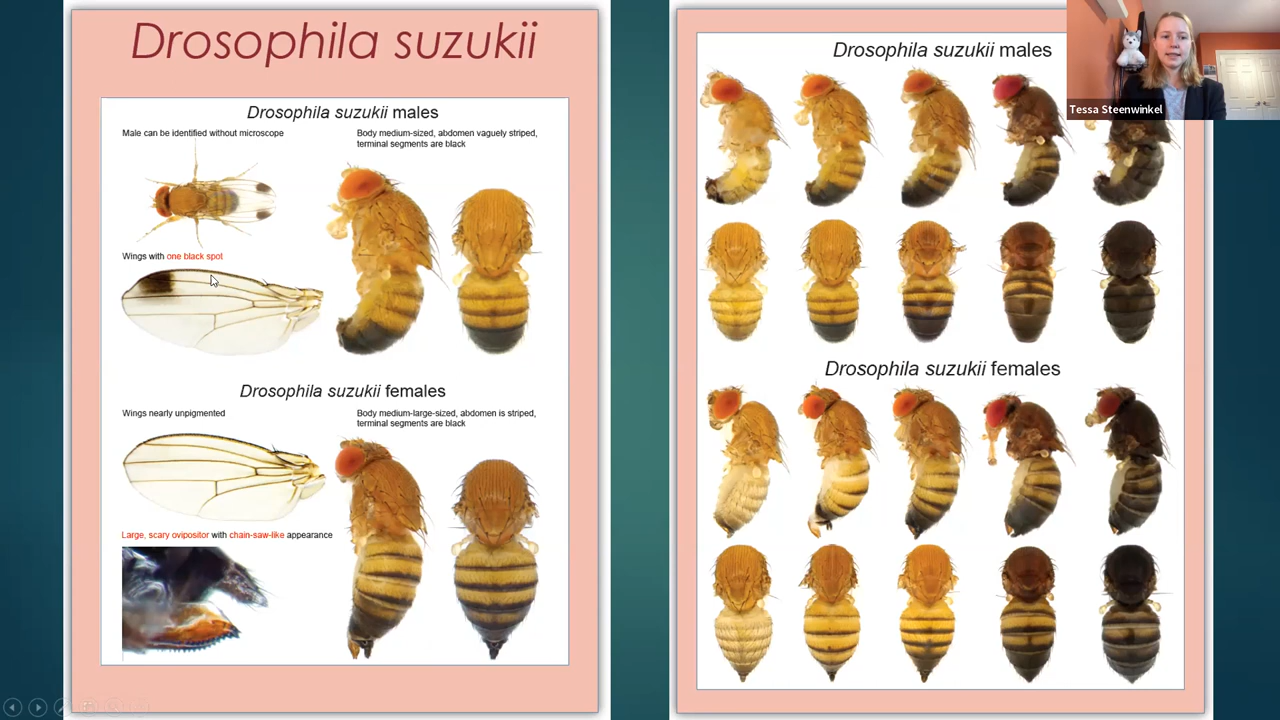 Drosophila suzukii
Drosophila suzukii males
Male can be identified without microscope
Body medium-sized, abdomen vaguely striped,
terminal segments are black
Wings with one black spot
Drosophila suzukii females
Wings nearly unpigmented
Body medium-large-sized, abdomen is striped,
terminal segments are black
Large, scary ovipositor with chain-saw-like appearance
Drosophila suzukii males
Drosophila suzukii females
Tessa Steenwinkel